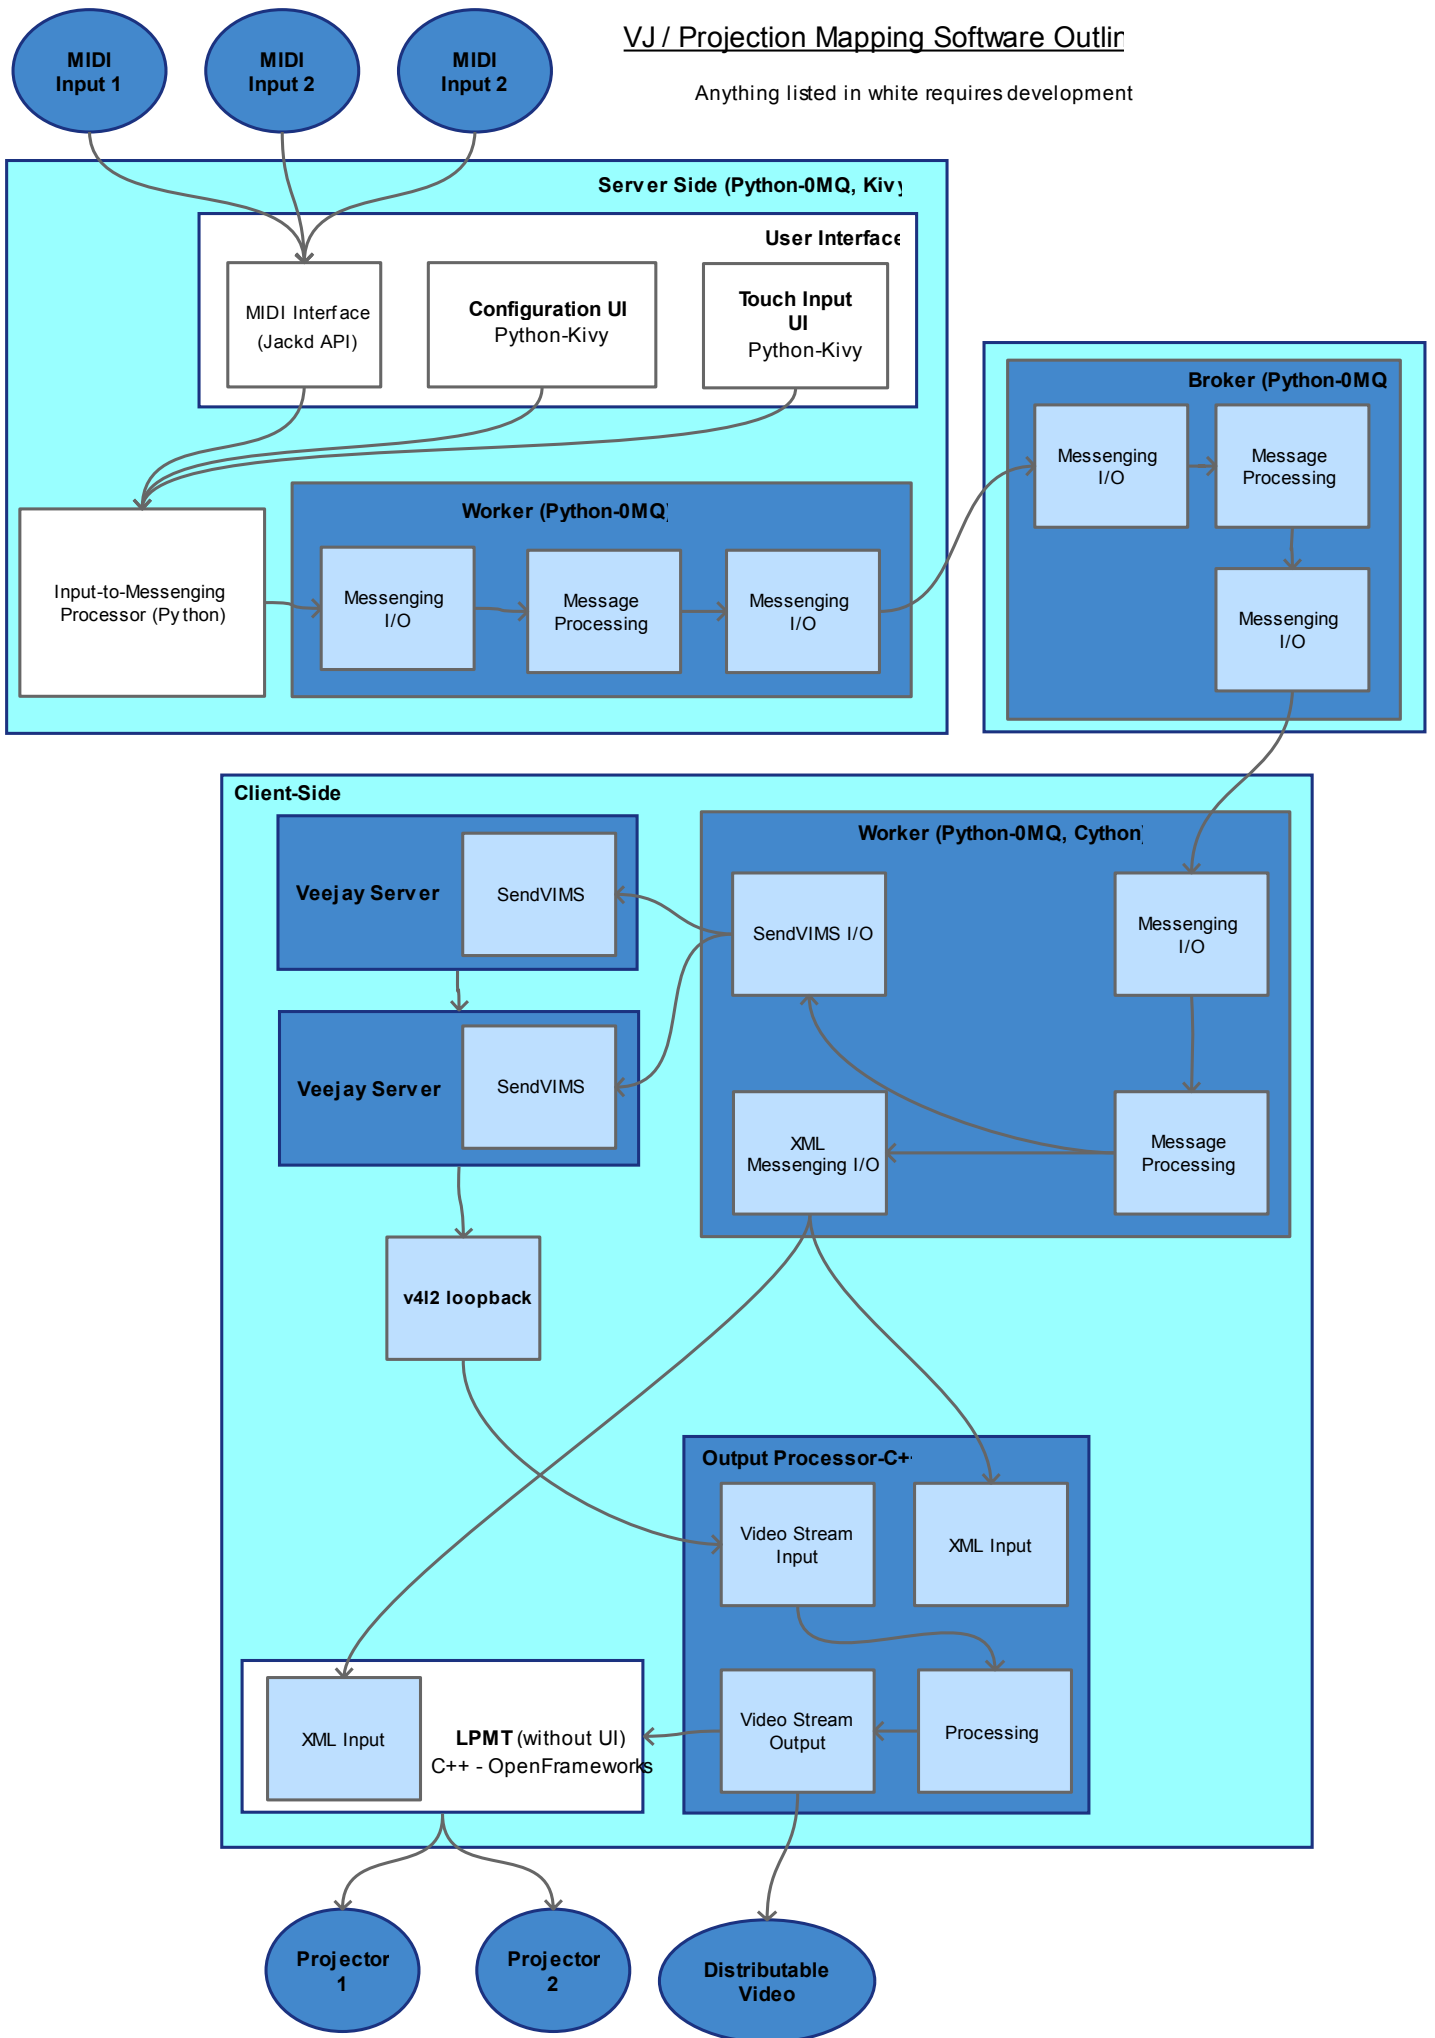 VJ / Projection Mapping Software Outlin
Anything listed in white requires development
MIDI
Input 1
MIDI
Input 2
MIDI
Input 2
Server Side (Python-0MQ, Kivy
User Interface
MIDI Interface
(Jackd API)
Configuration UI
Python-Kivy
Touch Input
UI
Python-Kivy
Input-to-Messenging
Processor (Python)
Worker (Python-0MQ)
Messenging
I/O
Message
Processing
Messenging
I/O
Broker (Python-0MQ
Messenging
I/O
Message
Processing
Messenging
I/O
Client-Side
Veejay Server
SendVIMS
Veejay Server
SendVIMS
Worker (Python-0MQ, Cython)
SendVIMS I/O
Messenging
I/O
XML
Messenging I/O
Message
Processing
v4l2 loopback
Output Processor-C+
Video Stream
Input
XML Input
Video Stream
Output
Processing
XML Input
LPMT (without UI)
C++ - OpenFrameworks
Projector
1
Projector
2
Distributable
Video